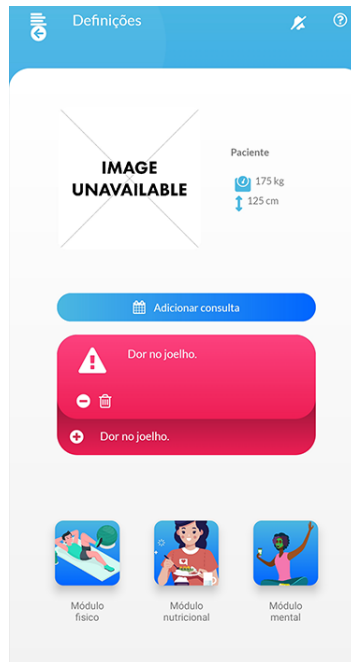 Definições
IMAGE
UNAVAILABLE
Paciente
175 kg
125 cm
Adicionar consulta
Dor no joelho.
Dor no joelho.
Módulo
fisico
Módulo
nutricional
Módulo
mental